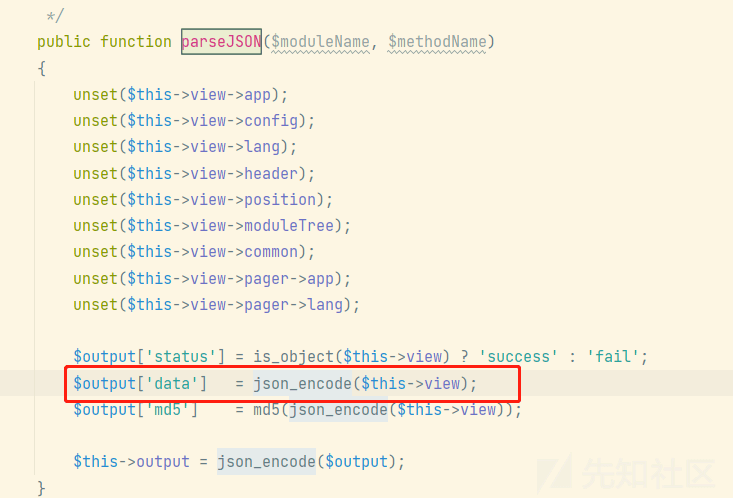 */
public function parseJSON($moduleName, $methodName)
{
    unset($this->view->app);
    unset($this->view->config);
    unset($this->view->lang);
    unset($this->view->header);
    unset($this->view->position);
    unset($this->view->moduleTree);
    unset($this->view->common);
    unset($this->view->pager->app);
    unset($this->view->pager->lang);
    $output['status'] = is_object($this->view) ? 'success' : 'fail';
    $output['data']   = json_encode($this->view);
    $output['md5']    = md5(json_encode($this->view));
    $this->output = json_encode($output);
}
先知社区